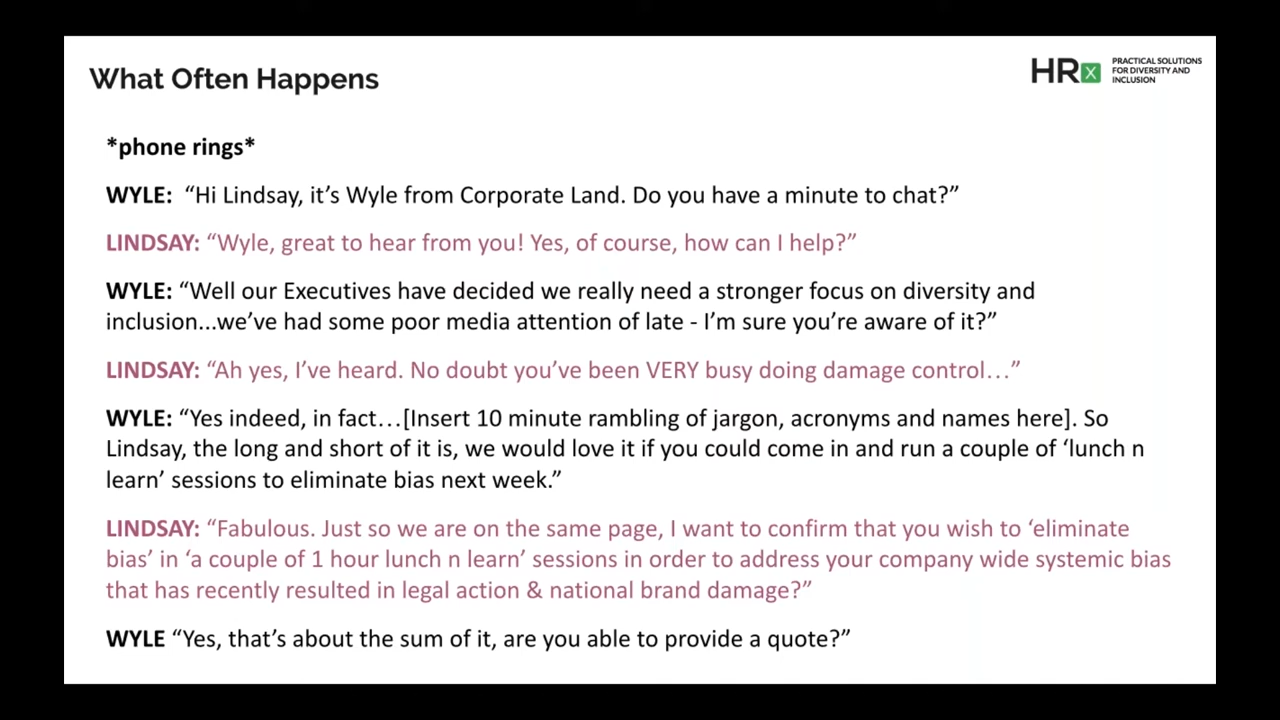 What Often Happens
HRx
PRACTICAL SOLUTIONS
FOR DIVERSITY AND
INCLUSION
*phone rings*
WYLE:  “Hi Lindsay, it’s Wyle from Corporate Land. Do you have a minute to chat?”
LINDSAY: “Wyle, great to hear from you! Yes, of course, how can I help?”
WYLE: “Well our Executives have decided we really need a stronger focus on diversity and
inclusion...we’ve had some poor media attention of late - I’m sure you’re aware of it?”
LINDSAY: “Ah yes, I’ve heard. No doubt you’ve been VERY busy doing damage control…”
WYLE: “Yes indeed, in fact…[Insert 10 minute rambling of jargon, acronyms and names here]. So
Lindsay, the long and short of it is, we would love it if you could come in and run a couple of ‘lunch n
learn’ sessions to eliminate bias next week.”
LINDSAY: “Fabulous. Just so we are on the same page, I want to confirm that you wish to ‘eliminate
bias’ in ‘a couple of 1 hour lunch n learn’ sessions in order to address your company wide systemic bias
that has recently resulted in legal action & national brand damage?”
WYLE “Yes, that’s about the sum of it, are you able to provide a quote?”